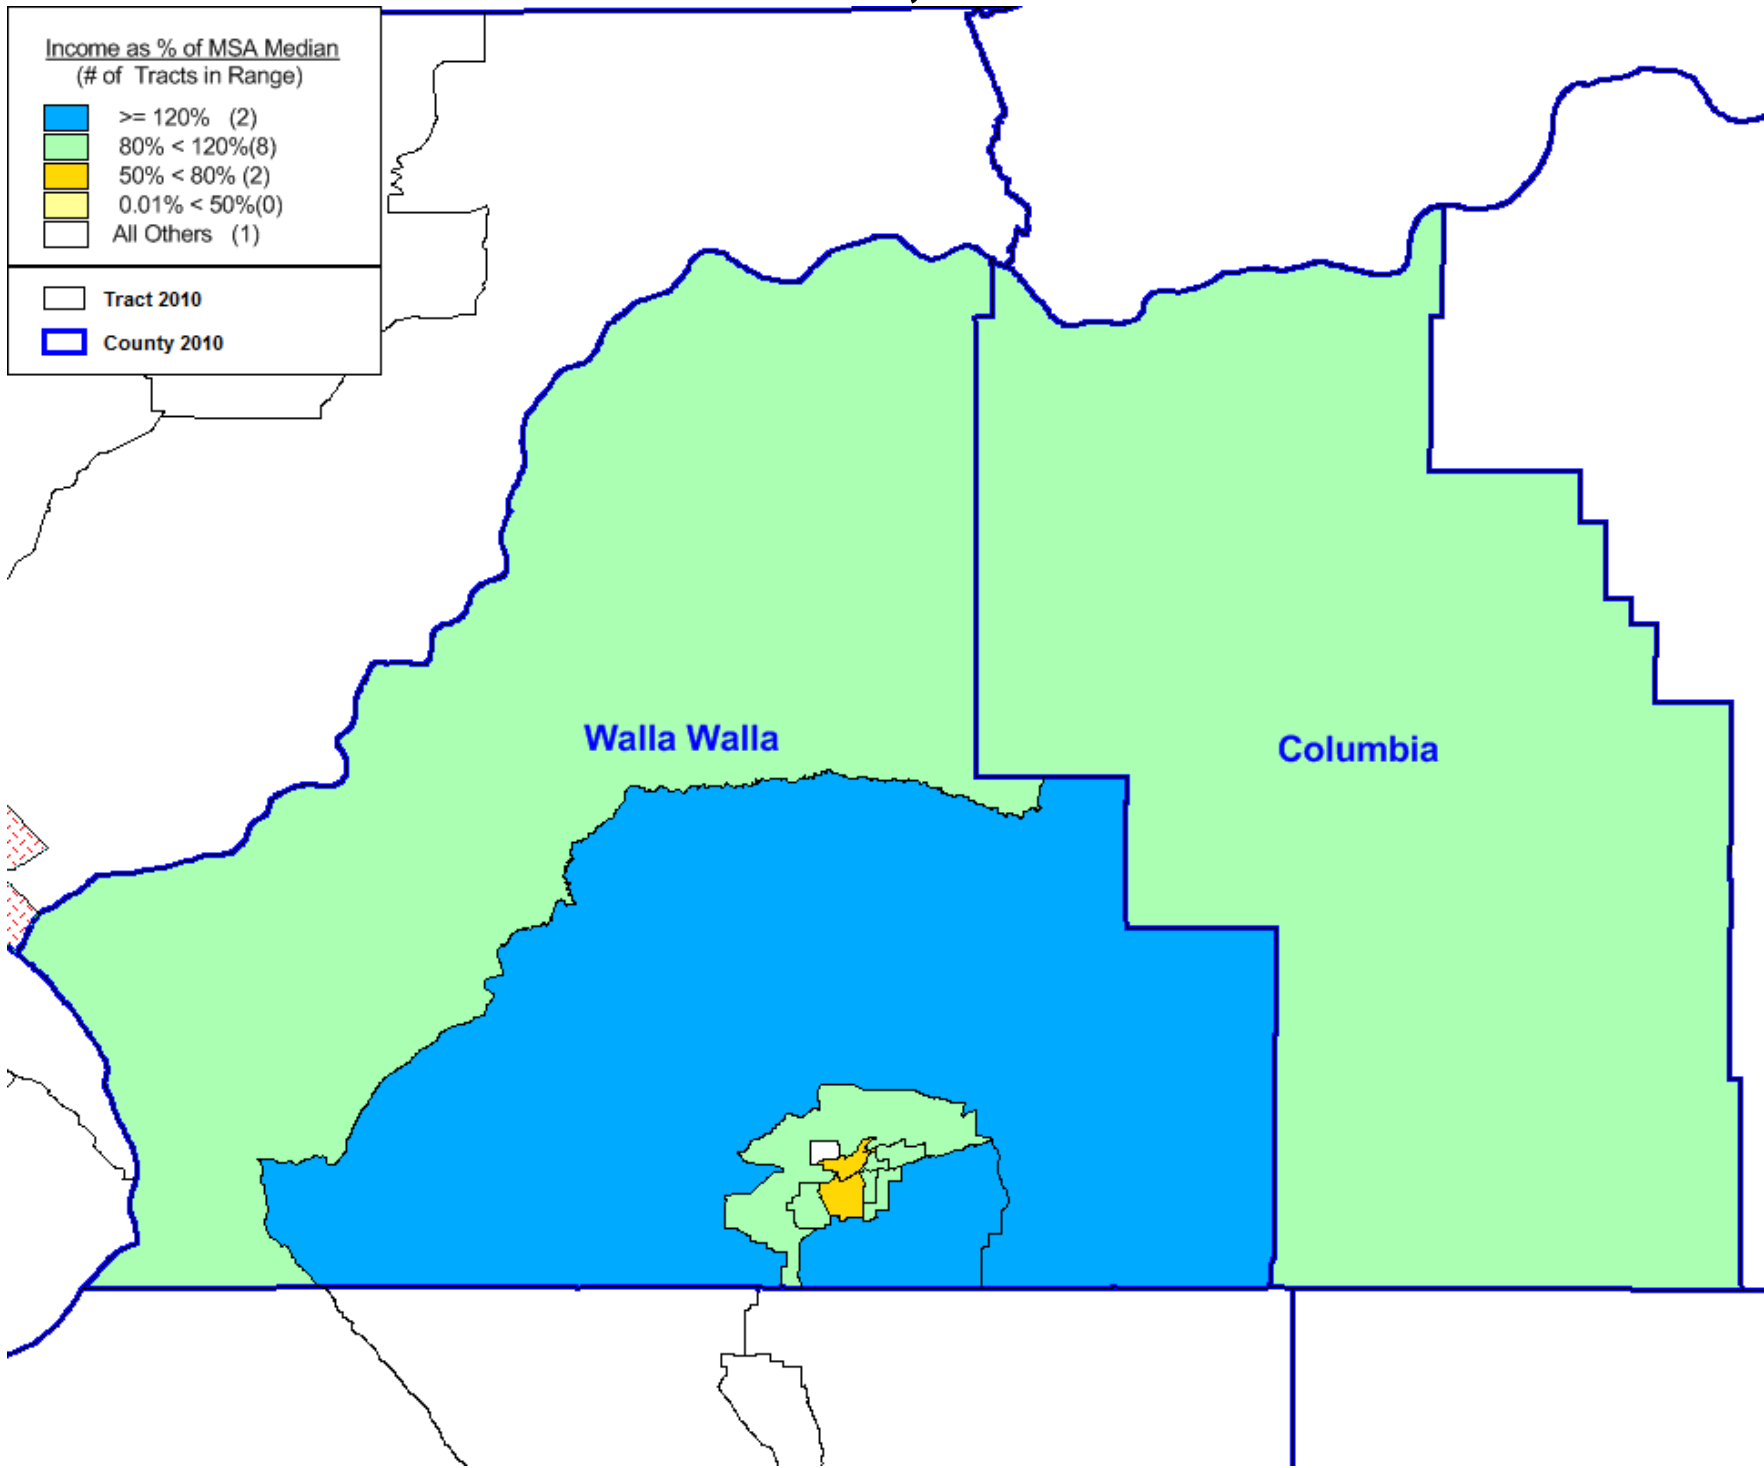 Income as % of MSA Median
(# of Tracts in Range)
>= 120% (2)
80% < 120%(8)
50% < 80% (2)
0.01% < 50%(0)
All Others (1)
Tract 2010
County 2010
Walla Walla
Columbia